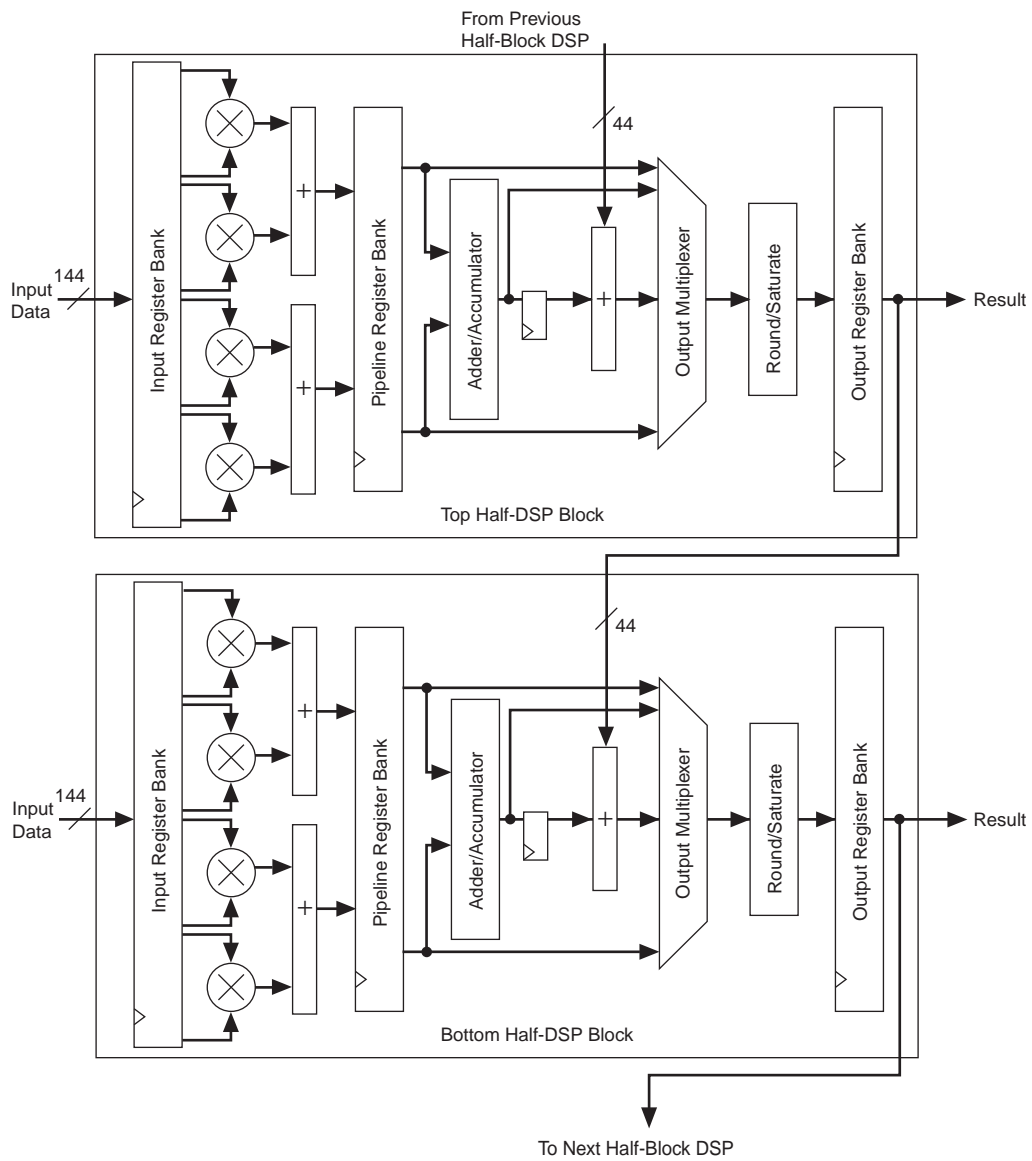 From Previous
Half-Block DSP
44
144
Input
Data
Input Register Bank
+
+
Pipeline Register Bank
Adder/Accumulator
+
Output Multiplexer
Round/Saturate
Output Register Bank
Result
Top Half-DSP Block
44
144
Input
Data
Input Register Bank
+
+
Pipeline Register Bank
Adder/Accumulator
+
Output Multiplexer
Round/Saturate
Output Register Bank
Result
Bottom Half-DSP Block
To Next Half-Block DSP